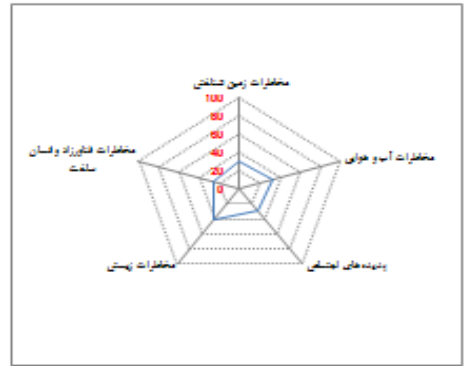 مخاطرات زمین شناختی
100
80
60
40
20
0
مخاطرات آب و هوایی
پدیده های اجتماعی
مخاطرات زیستی
مخاطرات فناورزاد و انسان
ساخت